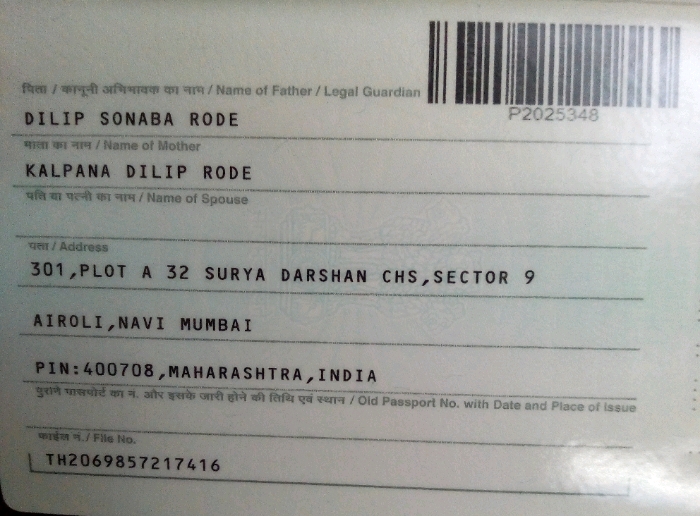 पिता / कानूनी अभिभावक का नाम / Name of Father / Legal Guardian
P2025348
DILIP SONABA RODE
माता का नाम / Name of Mother
KALPANA DILIP RODE
पति या पत्नी का नाम / Name of Spouse
पता / Address
301,PLOT A 32 SURYA DARSHAN CHS,SECTOR 9
AIROLI,NAVI MUMBAI
PIN:400708,MAHARASHTRA,INDIA
पुराने पासपोर्ट का न. और इसके जारी होने की तिथि एवं स्थान / Old Passport No. with Date and Place of Issue
फाईल नं./ File No.
TH2069857217416